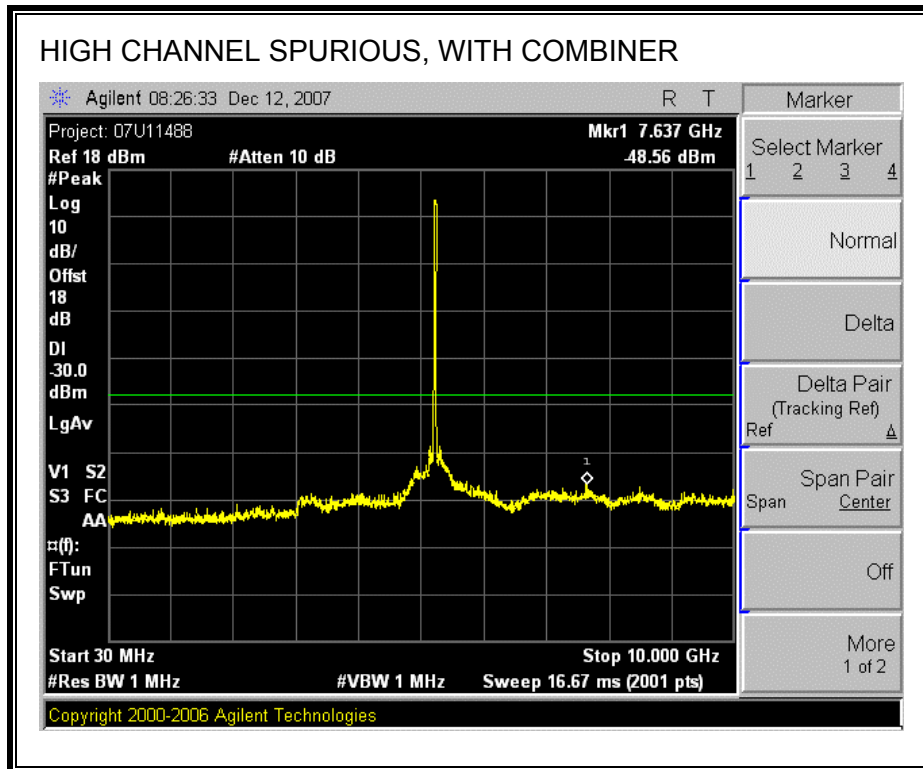 HIGH CHANNEL SPURIOUS, WITH COMBINER
Agilent 08:26:33 Dec 12, 2007 R T
Project: 07U11488 Mkr1 7.637 GHz
Ref 18 dBm #Atten 10 dB -48.56 dBm
#Peak
Log
10
dB/
Offst
18
dB
DI
-30.0
dBm
LgAv
V1 S2
S3 FC
AA
¤(f):
FTun
Swp
1
Start 30 MHz Stop 10.000 GHz
#Res BW 1 MHz #VBW 1 MHz Sweep 16.67 ms (2001 pts)
Copyright 2000-2006 Agilent Technologies
Marker
Select Marker
1 2 3 4
Normal
Delta
Delta Pair
(Tracking Ref)
Ref Δ
Span Pair
Span Center
Off
More
1 of 2